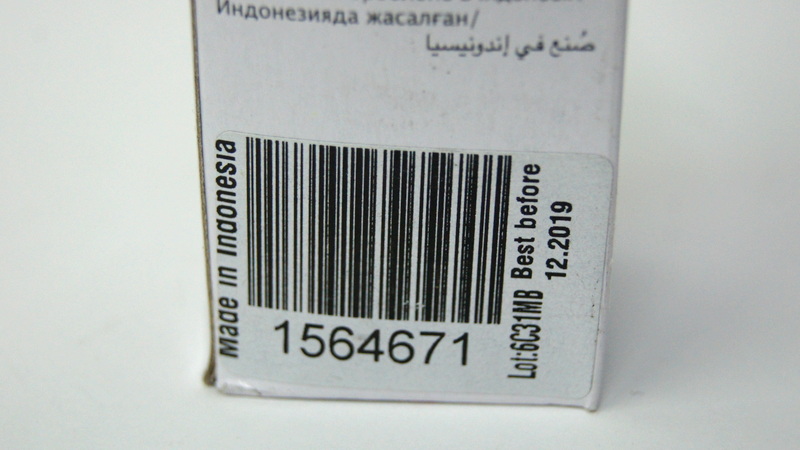 Индонезияда жасалған/
صُنع في إندونيسيا
Made in Indonesia
1564671
Lot:6C31MB Best before
12.2019